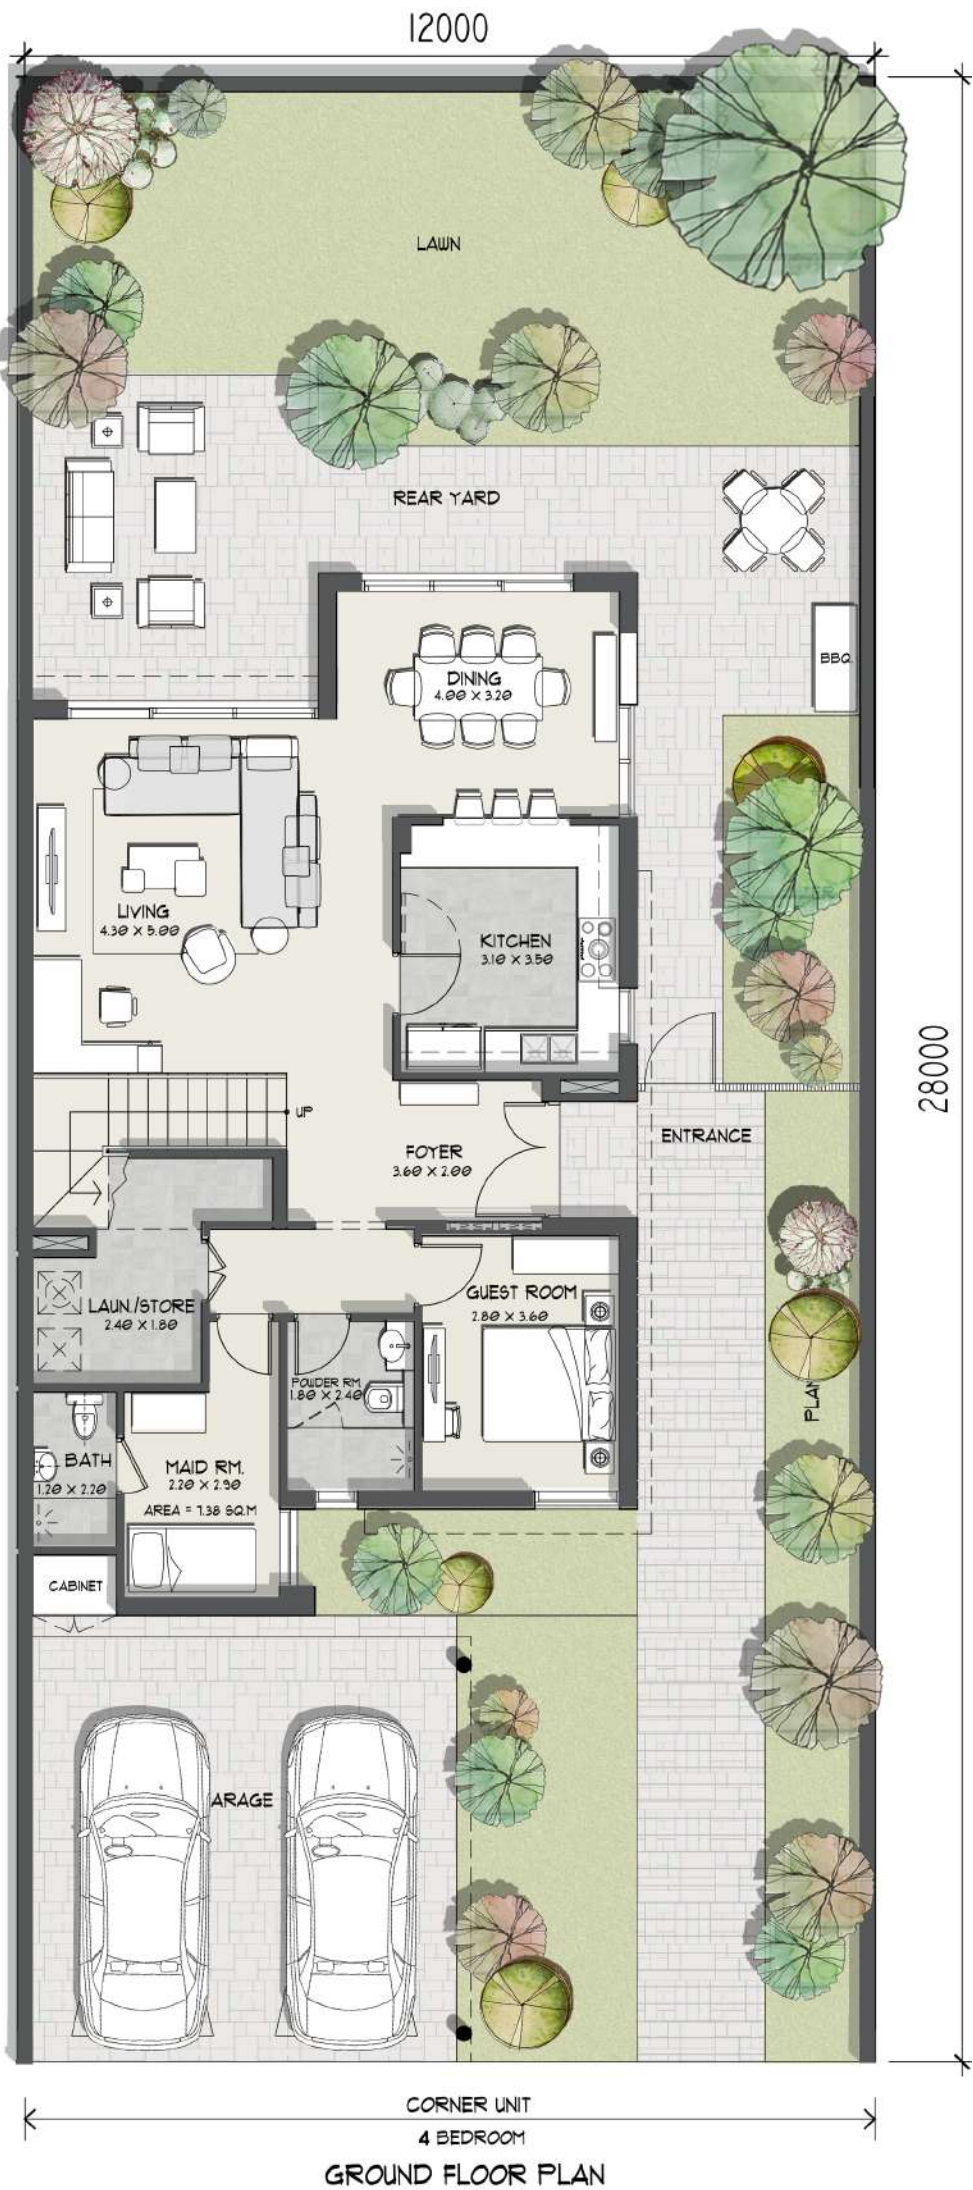 12000
LAWN
REAR YARD
DINING
4.00 X 3.20
BBQ
LIVING
4.30 X 5.00
KITCHEN
3.10 X 3.50
28000
UP
FOYER
3.60 X 2.00
ENTRANCE
LAUN./STORE
2.40 X 1.80
GUEST ROOM
2.80 X 3.60
POWDER RM.
1.80 X 2.40
PLAN
BATH
1.20 X 2.20
MAID RM.
2.20 X 2.90
AREA = 7.38 SQ.M
CABINET
ARAGE
CORNER UNIT
4 BEDROOM
GROUND FLOOR PLAN